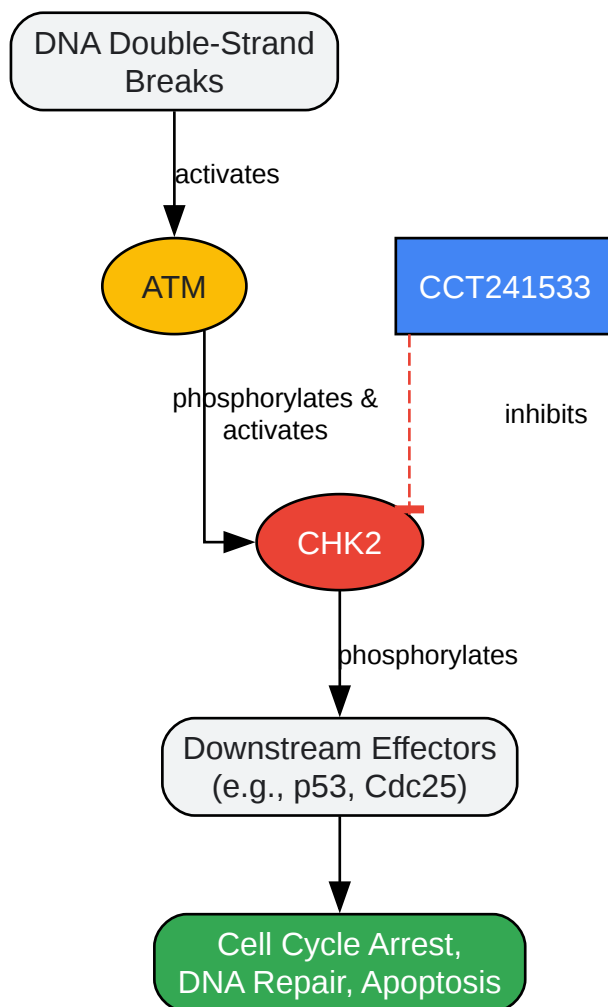 DNA Double-Strand
Breaks
activates
ATM
CCT241533
phosphorylates &
activates
inhibits
CHK2
phosphorylates
Downstream Effectors
(e.g., p53, Cdc25)
Cell Cycle Arrest,
DNA Repair, Apoptosis